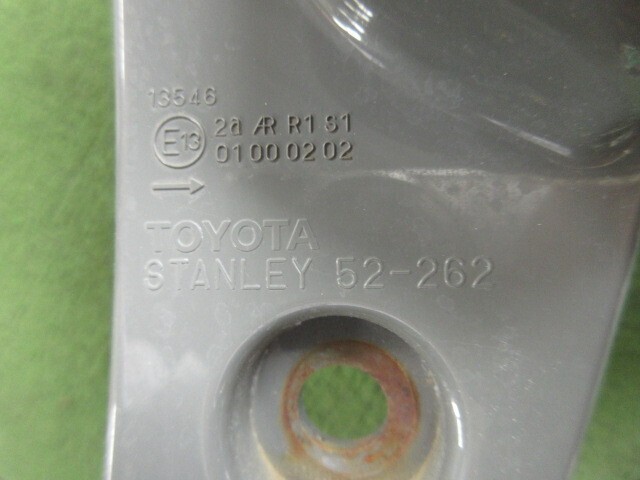 13546
E13 2a AR R1 S1
01 00 02 02
→
TOYOTA
STANLEY 52-262